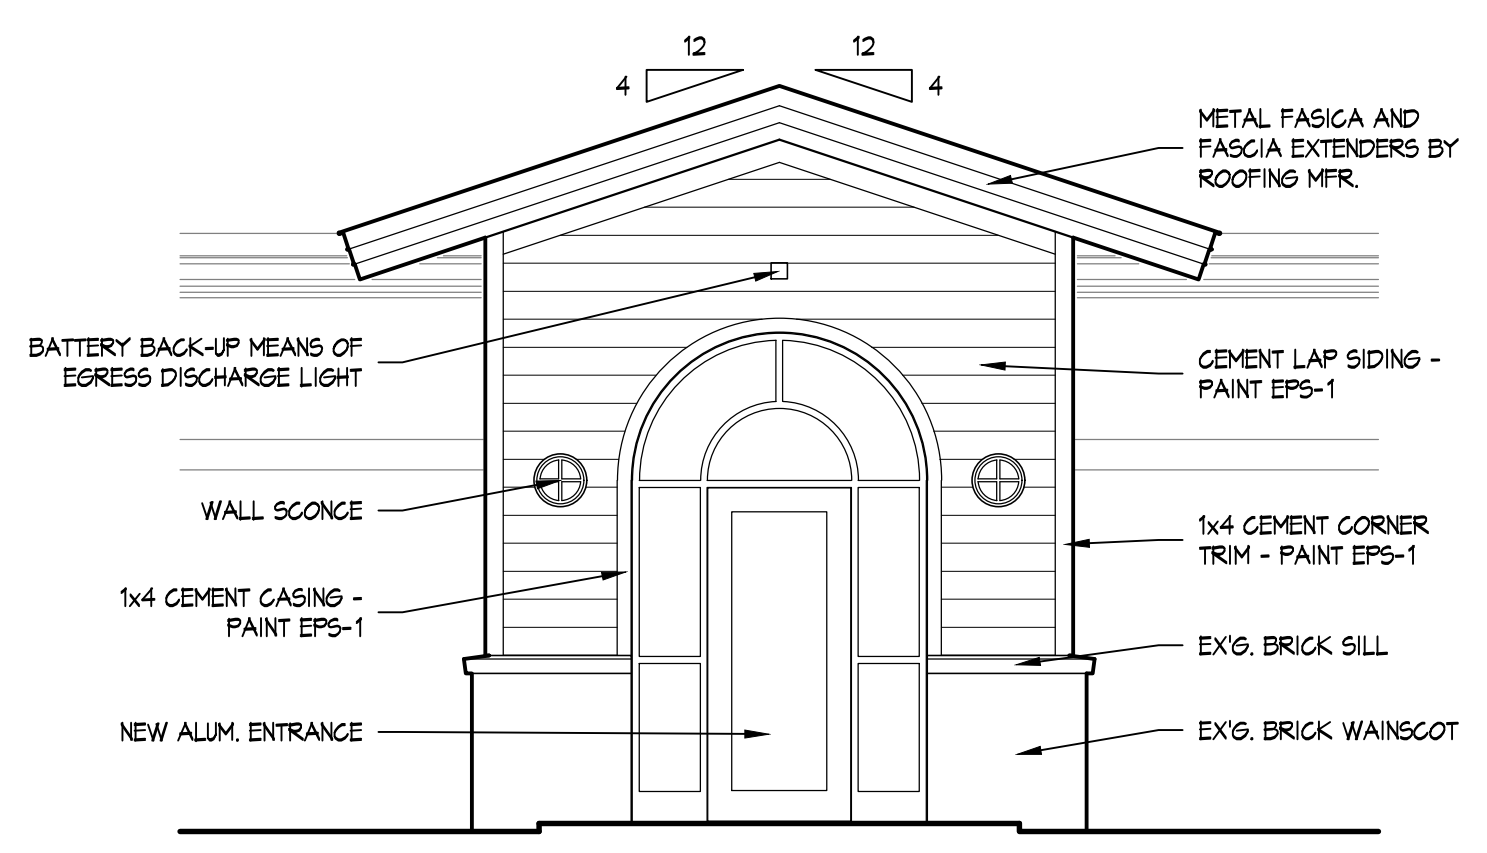 12 12
4 4
METAL FASICA AND
FASCIA EXTENDERS BY
ROOFING MFR.
BATTERY BACK-UP MEANS OF
EGRESS DISCHARGE LIGHT
CEMENT LAP SIDING -
PAINT EPS-1
WALL SCONCE
1x4 CEMENT CORNER
TRIM - PAINT EPS-1
1x4 CEMENT CASING -
PAINT EPS-1
EX'G. BRICK SILL
NEW ALUM. ENTRANCE
EX'G. BRICK WAINSCOT